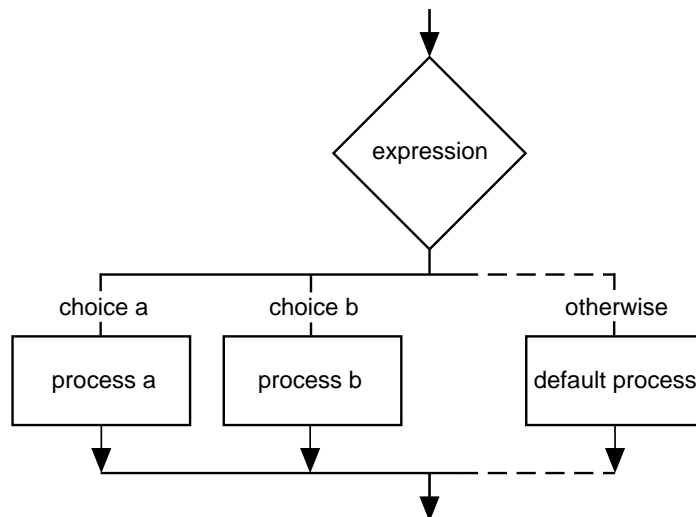 expression
choice a
choice b
otherwise
process a
process b
default process